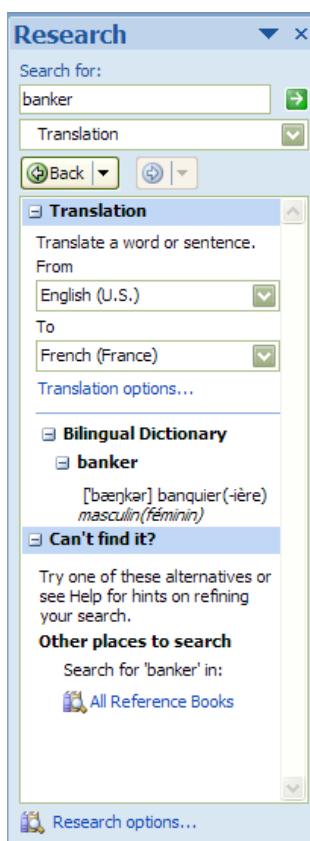 Research
Search for:
banker
Translation
Back
Translation
Translate a word or sentence.
From
English (U.S.)
To
French (France)
Translation options...
Bilingual Dictionary
banker
['bæŋkər] banquier(-ière)
masculin(féminin)
Can't find it?
Try one of these alternatives or
see Help for hints on refining
your search.
Other places to search
Search for 'banker' in:
All Reference Books
Research options...